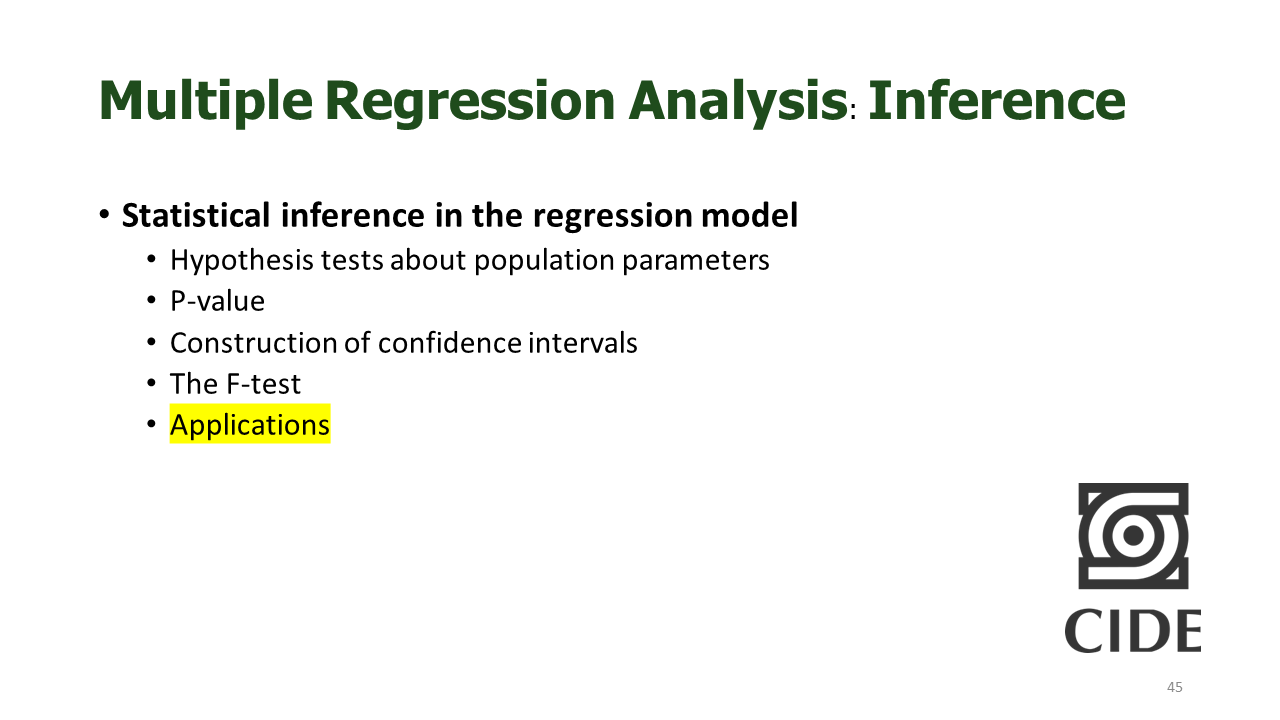 Multiple Regression Analysis: Inference
• Statistical inference in the regression model
• Hypothesis tests about population parameters
• P-value
• Construction of confidence intervals
• The F-test
• Applications
CIDE
45